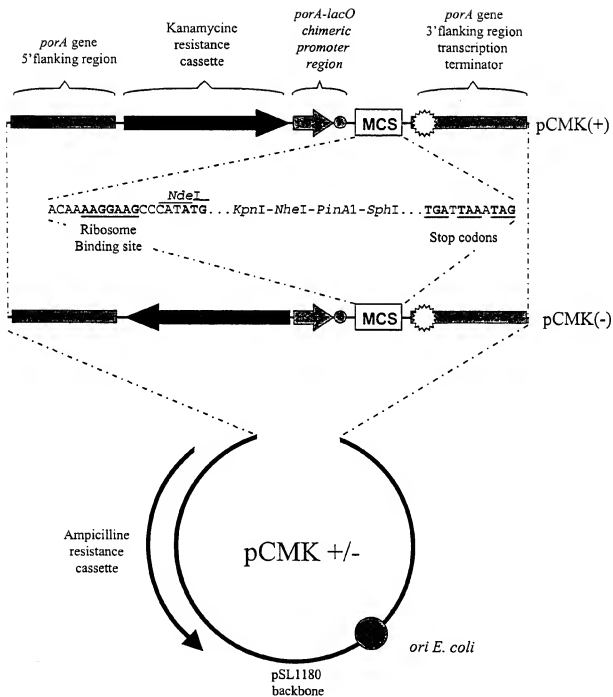 porA gene
5'flanking region
Kanamycine
resistance
cassette
porA-lacO
chimeric
promoter
region
porA gene
3'flanking region
transcription
terminator
MCS
pCMK(+)
NdeI
ACAAAAGGAAGCCCATATG...KpnI-NheI-PinA1-SphI...TGATTAAATAG
Ribosome
Binding site
Stop codons
MCS
pCMK(-)
Ampicilline
resistance
cassette
pCMK +/-
ori E. coli
pSL1180
backbone